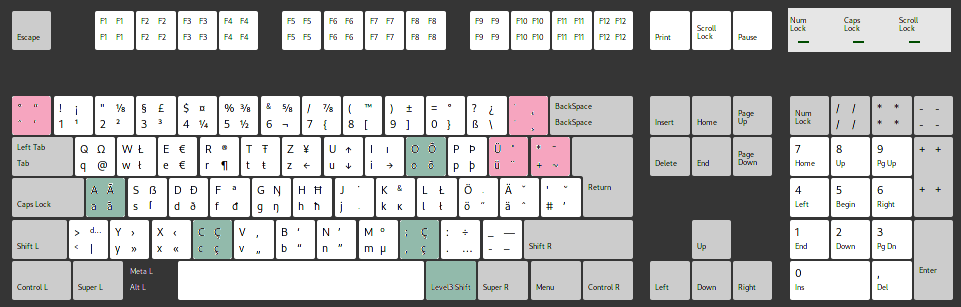 Escape
F1 F1 F2 F2 F3 F3 F4 F4 F5 F5 F6 F6 F7 F7 F8 F8 F9 F9 F10 F10 F11 F11 F12 F12
F1 F1 F2 F2 F3 F3 F4 F4 F5 F5 F6 F6 F7 F7 F8 F8 F9 F9 F10 F10 F11 F11 F12 F12
Print
Scroll
Lock
Pause
Num
Lock
Caps
Lock
Scroll
Lock
! ¡ " ⅛ § £ $ ¤ % ⅜ & ⅝ / ⅞ ( ™ ) ± = ° ? ¿ BackSpace
1 ¹ 2 ² 3 ³ 4 ¼ 5 ½ 6 ¬ 7 { 8 [ 9 ] 0 } ß \ BackSpace
Insert
Home
Page
Up
Num
Lock
/ / * * - -
/ / * * - -
Left Tab
Tab
Q Ω W Ł E € R ® T Ŧ Z ¥ U ↑ I ı O Õ P Þ Ü ° * ¯
q @ w ł e € r ¶ t ŧ z ← u ↓ i → o õ p þ ü ¨ + ~
Return
Delete
End
Page
Down
7 8 9 + +
Home Up Pg Up
+ +
Caps Lock
A Ã S ß D Ð F ª G Ŋ H Ħ J K & L Ł Ö Ä ˇ '
a ã s ſ d ð f đ g ŋ h ħ j k ĸ l ł ö ˝ ä ^ # ’
4 5 6
Left Begin Right
Shift L
> Y › X ‹ C Ç V „ B ‘ N ’ M º ; Ç : ÷ _ —
< | y » x « c ç v „ b “ n ” m µ , ç . … - –
Shift R
Up
1 2 3
End Down Pg Dn
Enter
Control L
Super L
Meta L
Alt L
Level3 Shift
Super R
Menu
Control R
Left
Down
Right
0 ,
Ins Del